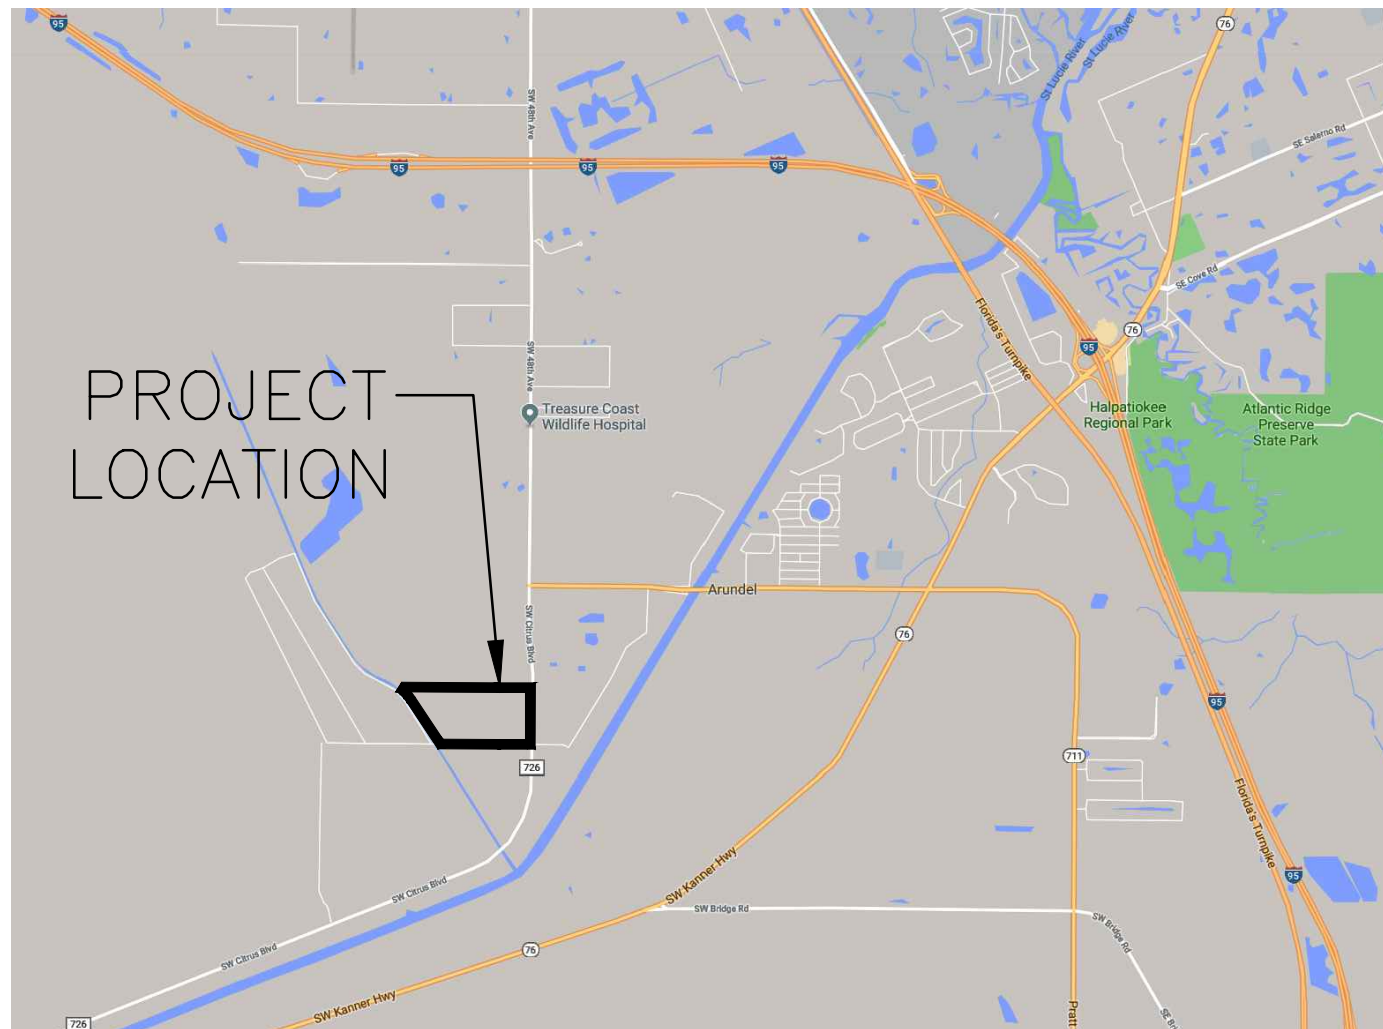 95
76
St Lucie River
St Lucie River
SW 48th Ave
SE Salerno Rd
95
95
95
SE Cove Rd
Florida's Turnpike
76
95
SW 48th Ave
PROJECT
LOCATION
Treasure Coast
Wildlife Hospital
Halpatiokee
Regional Park
Atlantic Ridge
Preserve
State Park
Arundel
SW Citrus Blvd
76
95
711
726
Florida's Turnpike
SW Kanner Hwy
95
SW Citrus Blvd
SW Bridge Rd
SW Bridge Rd
76
SW Citrus Blvd
SW Kanner Hwy
Pratt
726